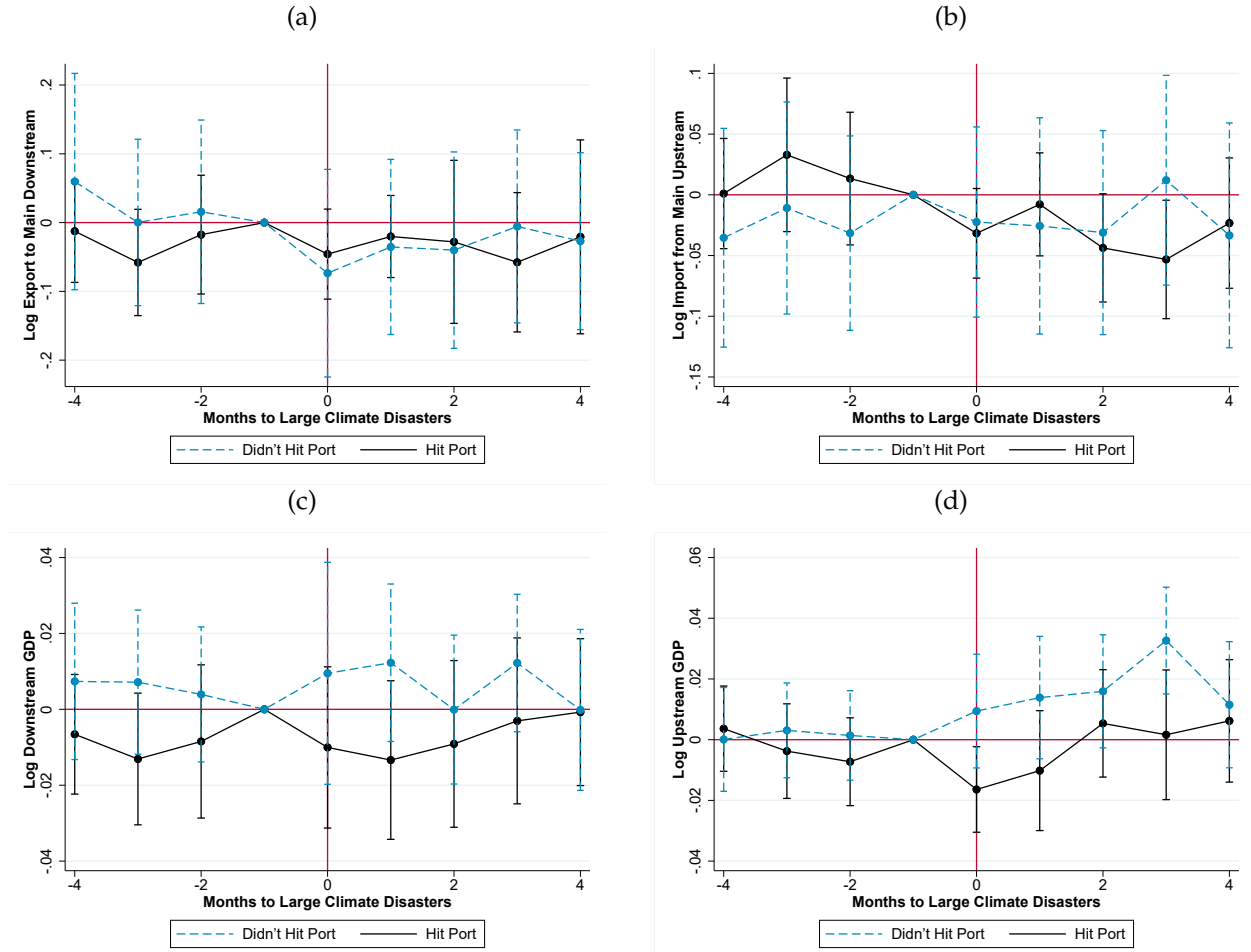 (a)
(b)
Log Export to Main Downstream
.2
.1
0
-.1
-.2
-4
-2
0
2
4
Months to Large Climate Disasters
Didn't Hit Port
Hit Port
Log Import from Main Upstream
.1
.05
0
-.05
-.1
-.15
-4
-2
0
2
4
Months to Large Climate Disasters
Didn't Hit Port
Hit Port
(c)
(d)
Log Downstream GDP
.04
.02
0
-.02
-.04
-4
-2
0
2
4
Months to Large Climate Disasters
Didn't Hit Port
Hit Port
Log Upstream GDP
.06
.04
.02
0
-.02
-.04
-4
-2
0
2
4
Months to Large Climate Disasters
Didn't Hit Port
Hit Port